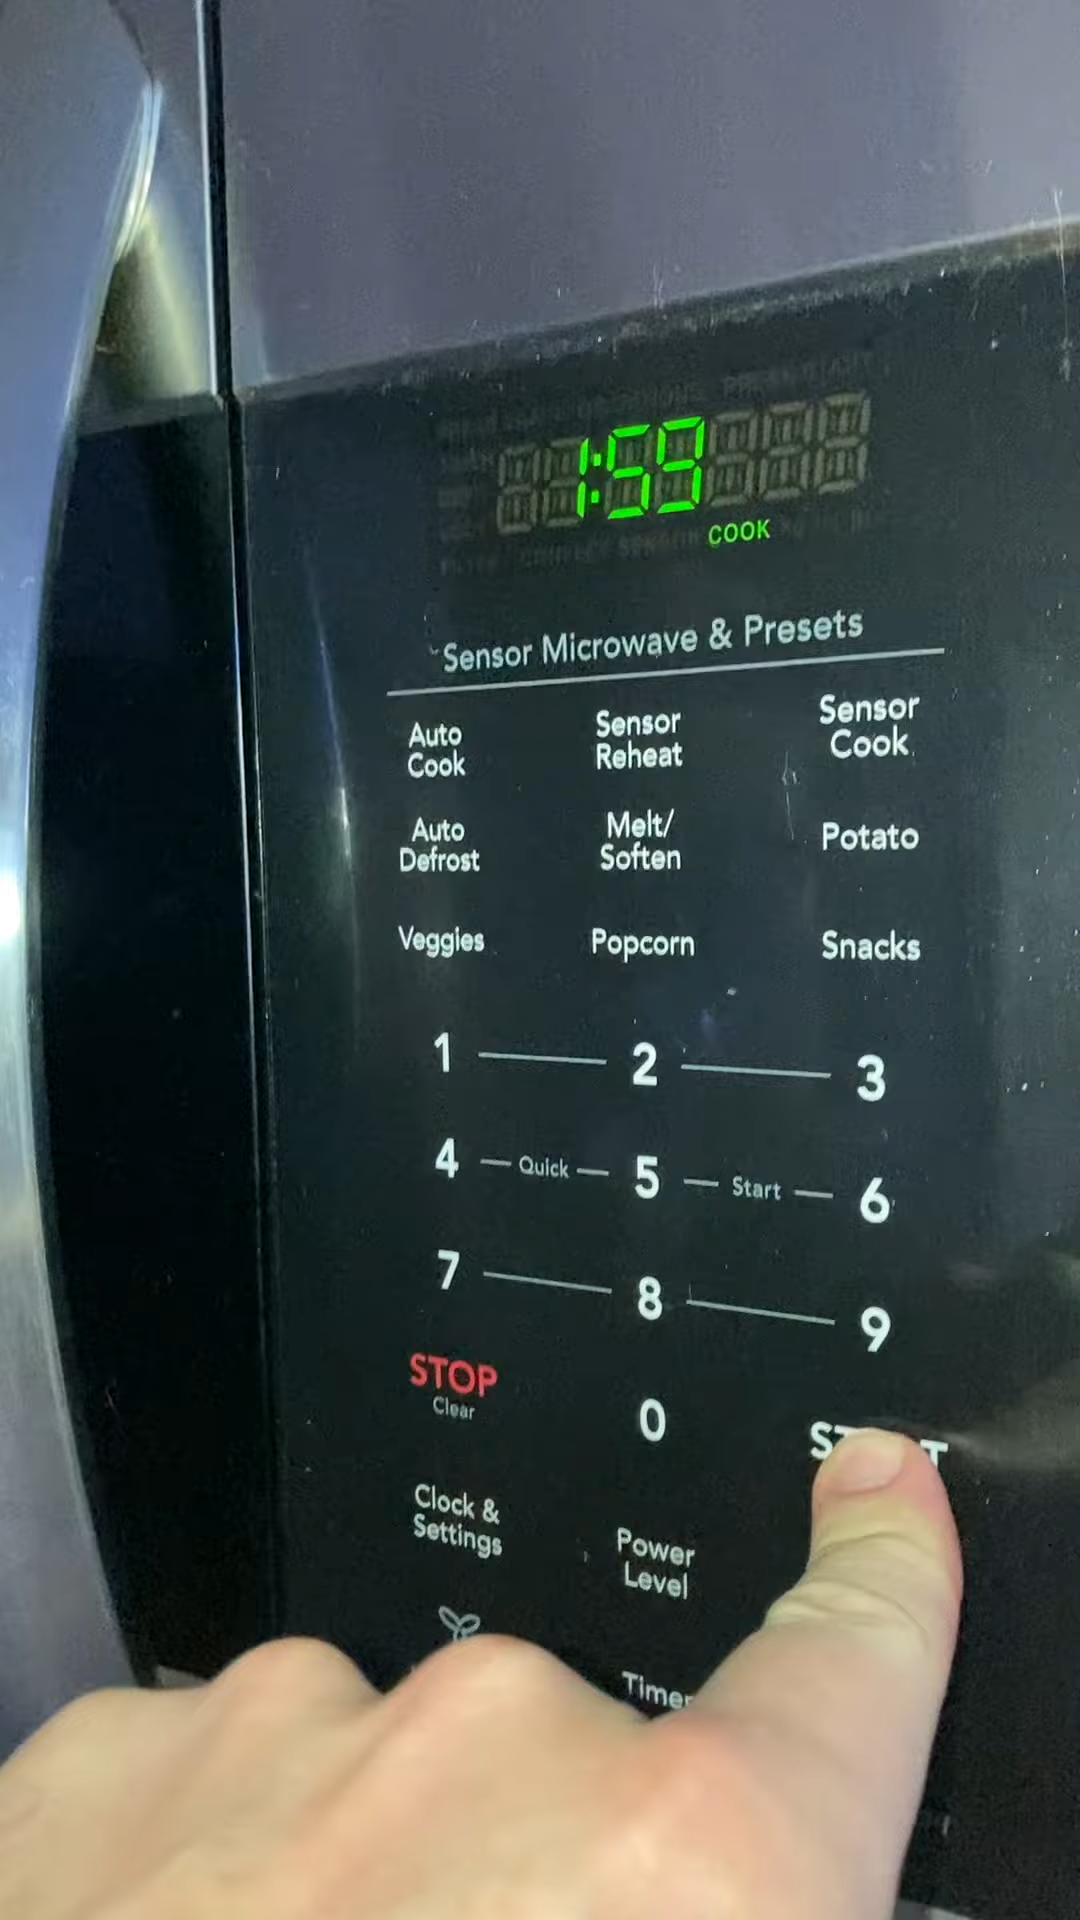 1:59
COOK
Sensor Microwave & Presets
Auto Cook
Sensor Reheat
Sensor Cook
Auto Defrost
Melt/ Soften
Potato
Veggies
Popcorn
Snacks
1 2 3
4 Quick 5 Start 6
7 8 9
STOP
Clear
0
Clock & Settings
Power Level
Timer